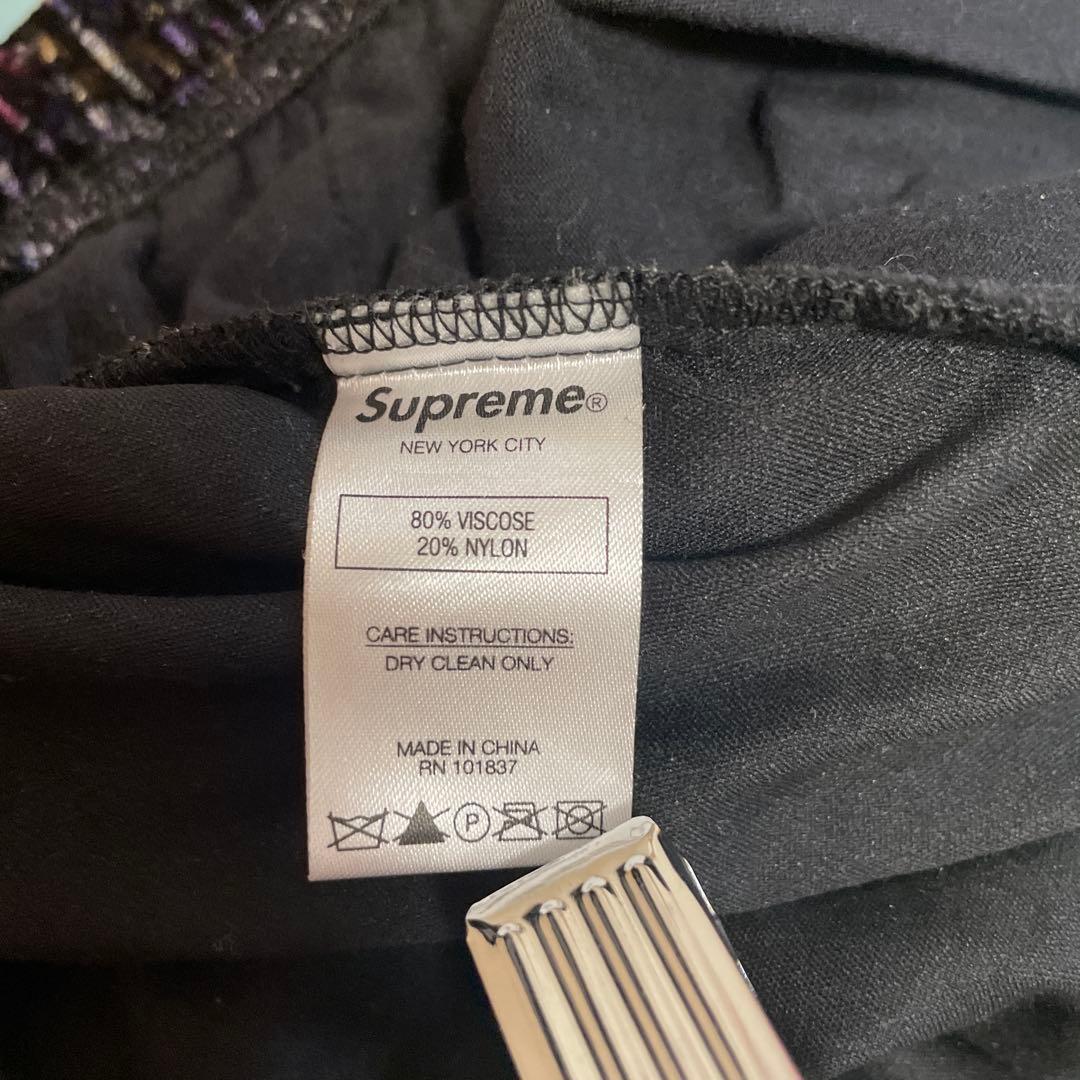 Supreme®
NEW YORK CITY
80% VISCOSE
20% NYLON
CARE INSTRUCTIONS:
DRY CLEAN ONLY
MADE IN CHINA
RN 101837
P